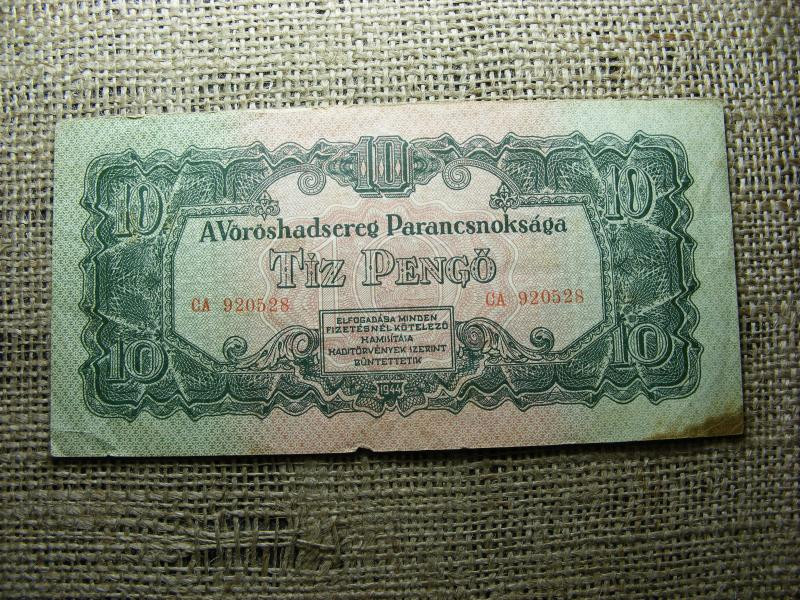 10
10 10
A Vöröshadsereg Parancsnoksága
TÍZ PENGŐ
CA 920528 CA 920528
ELFOGADÁSA MINDEN
FIZETÉSNÉL KÖTELEZŐ
HAMISÍTÁSA
HADITÖRVÉNYEK SZERINT
BÜNTETTETIK
10 10
1944